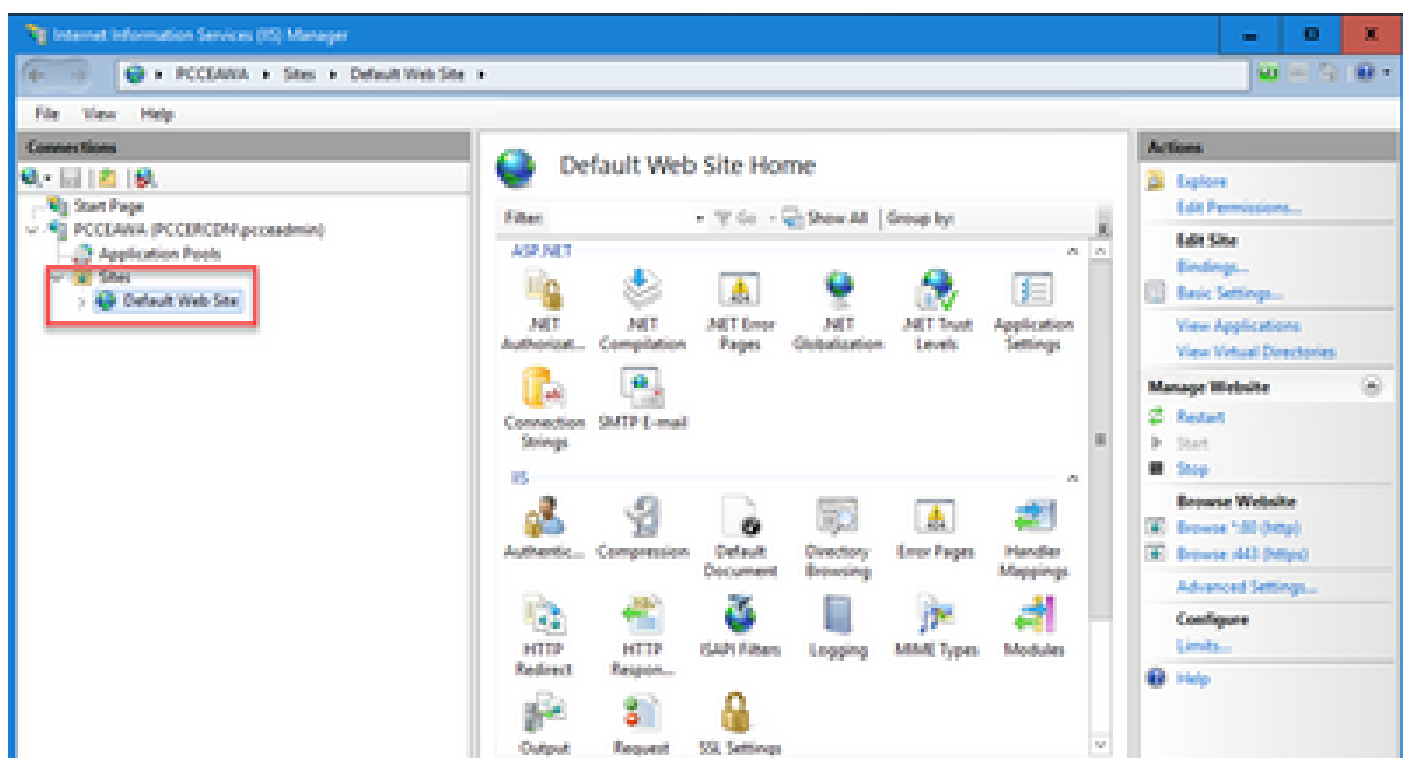 Internet Information Services (IIS) Manager
PCCEAWA Sites Default Web Site
File View Help
Connections
Start Page
PCCEAWA (PCCERCDN\pcceadmin)
Application Pools
Sites
Default Web Site
Default Web Site Home
Filter: Go Show All Group by:
ASP.NET
.NET Authorizat...
.NET Compilation
.NET Error Pages
.NET Globalization
.NET Trust Levels
Application Settings
Connection Strings
SMTP E-mail
IIS
Authentic...
Compression
Default Document
Directory Browsing
Error Pages
Handler Mappings
HTTP Redirect
HTTP Respon...
ISAPI Filters
Logging
MIME Types
Modules
Output
Request
SSL Settings
Actions
Explore
Edit Permissions...
Edit Site
Bindings...
Basic Settings...
View Applications
View Virtual Directories
Manage Website
Restart
Start
Stop
Browse Website
Browse *:80 (http)
Browse :443 (https)
Advanced Settings...
Configure
Limits...
Help